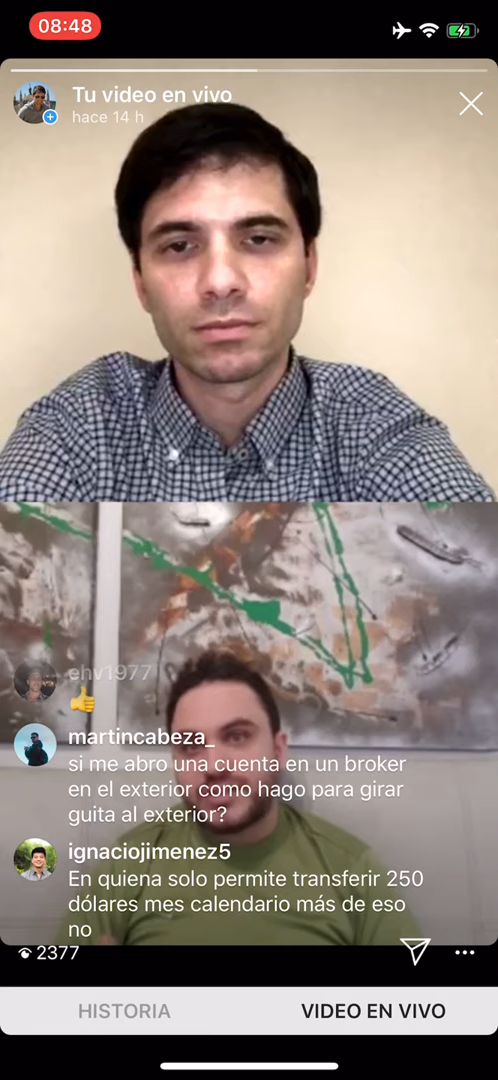 08:48
Tu video en vivo
hace 14 h
ehv1977
👍
martincabeza_
si me abro una cuenta en un broker
en el exterior como hago para girar
guita al exterior?
ignaciojimenez5
En quiena solo permite transferir 250
dólares mes calendario más de eso
no
2377
HISTORIA
VIDEO EN VIVO